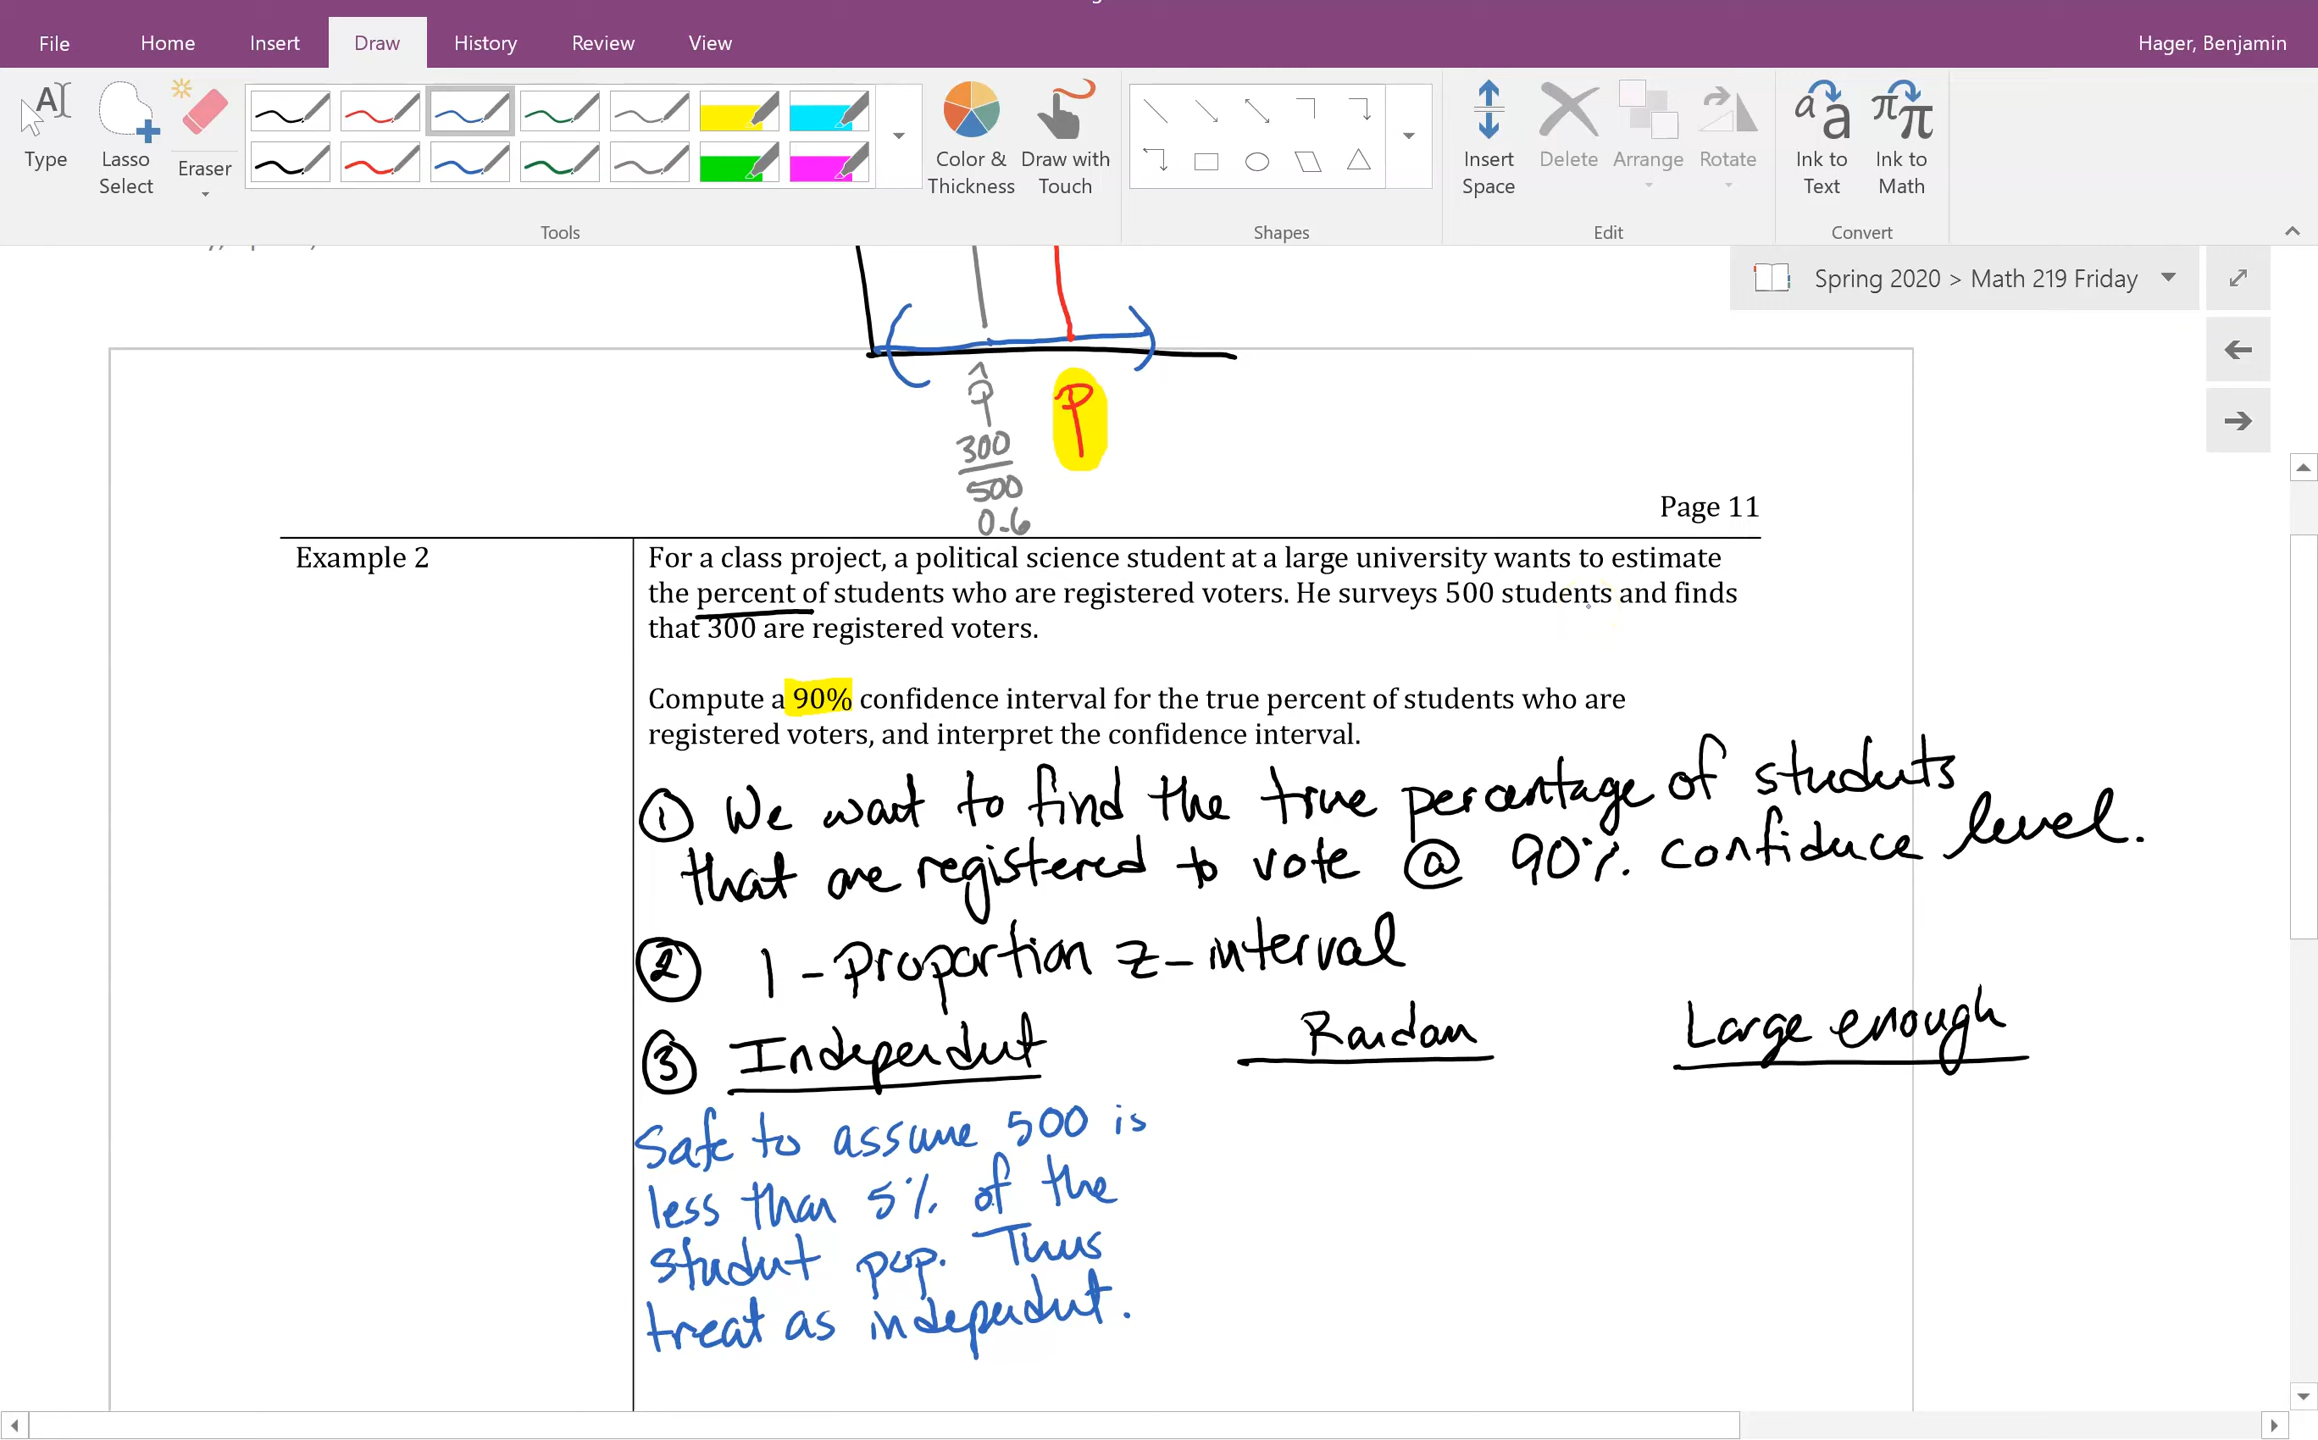 File Home Insert Draw History Review View Hager, Benjamin
Type
Lasso Select
Eraser
Color & Thickness
Draw with Touch
Insert Space
Delete
Arrange
Rotate
Ink to Text
Ink to Math
Tools Shapes Edit Convert
Spring 2020 > Math 219 Friday
p̂ P
300
500
0.6
Page 11
Example 2
For a class project, a political science student at a large university wants to estimate
the percent of students who are registered voters. He surveys 500 students and finds
that 300 are registered voters.
Compute a 90% confidence interval for the true percent of students who are
registered voters, and interpret the confidence interval.
① We want to find the true percentage of students
that are registered to vote @ 90% confidence level.
② 1-proportion z-interval
③ Independent Random Large enough
Safe to assume 500 is
less than 5% of the
student pop. Thus
treat as independent.